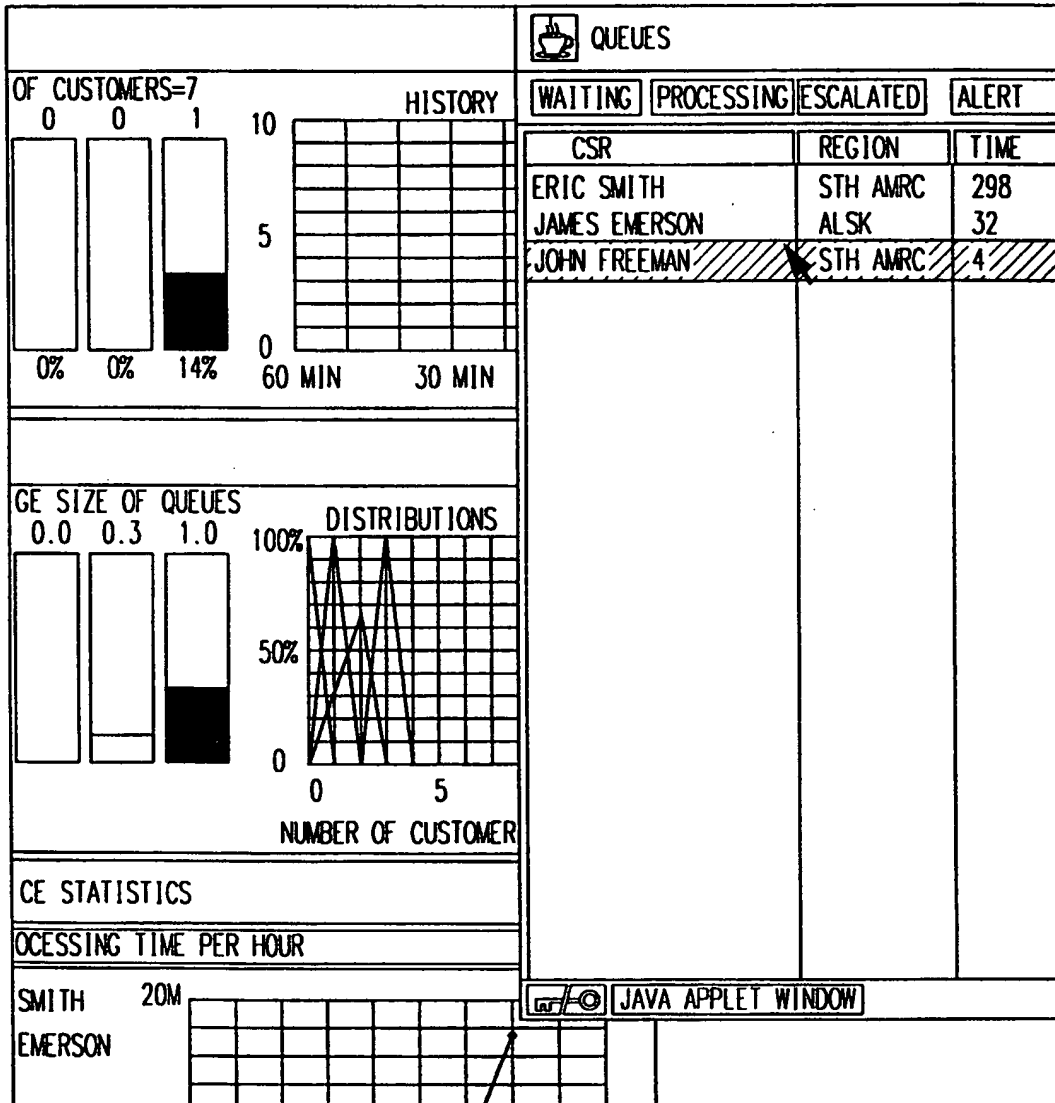 OF CUSTOMERS=7
0 0 1
0% 0% 14%
HISTORY
10
5
0
60 MIN 30 MIN
GE SIZE OF QUEUES
0.0 0.3 1.0
DISTRIBUTIONS
100%
50%
0
0 5
NUMBER OF CUSTOMER
CE STATISTICS
OCESSING TIME PER HOUR
SMITH
EMERSON
20M
QUEUES
WAITING PROCESSING ESCALATED ALERT
CSR REGION TIME
ERIC SMITH STH AMRC 298
JAMES EMERSON ALSK 32
JOHN FREEMAN STH AMRC 4
JAVA APPLET WINDOW